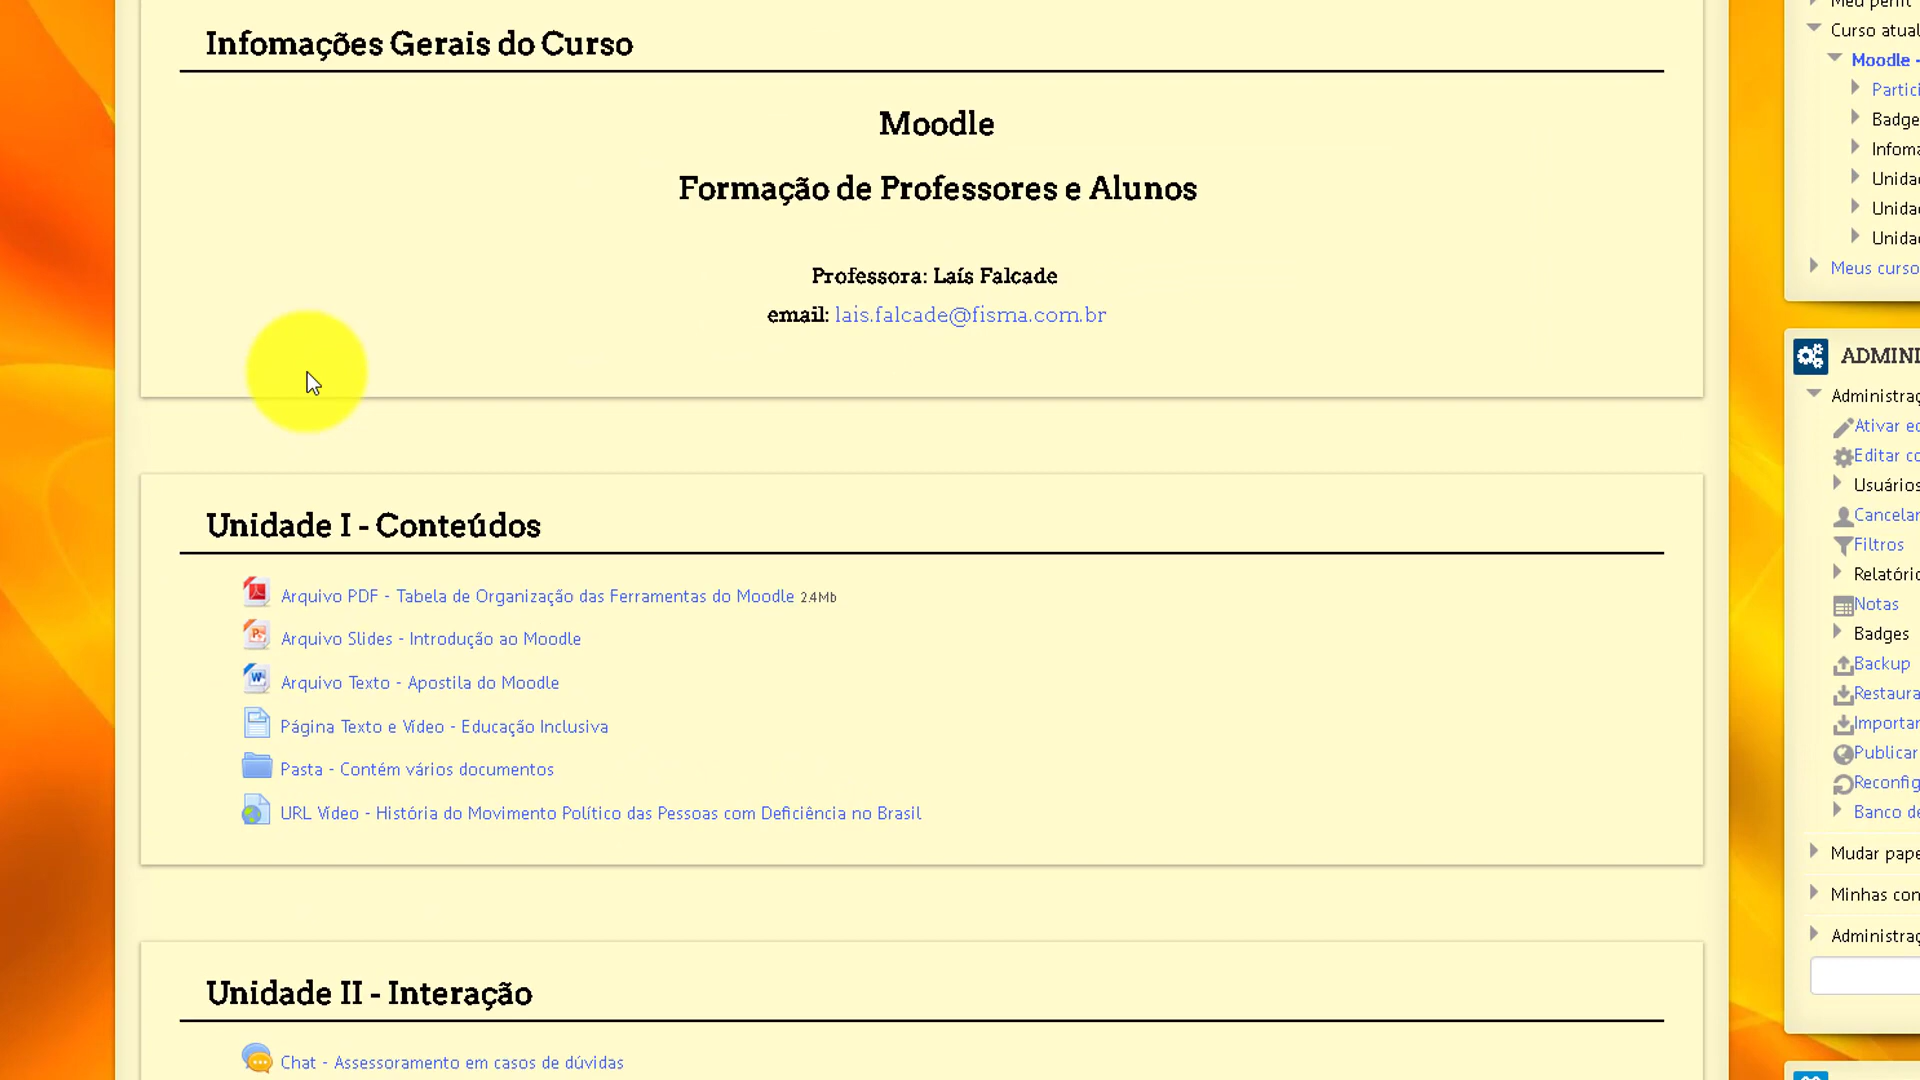 Infomações Gerais do Curso
Moodle
Formação de Professores e Alunos
Professora: Laís Falcade
email: lais.falcade@fisma.com.br
Unidade I - Conteúdos
Arquivo PDF - Tabela de Organização das Ferramentas do Moodle 2.4Mb
Arquivo Slides - Introdução ao Moodle
Arquivo Texto - Apostila do Moodle
Página Texto e Vídeo - Educação Inclusiva
Pasta - Contém vários documentos
URL Vídeo - História do Movimento Político das Pessoas com Deficiência no Brasil
Unidade II - Interação
Chat - Assessoramento em casos de dúvidas
Meu perfil
Curso atual
Moodle -
Partici
Badge
Infoma
Unidad
Unidad
Unidad
Meus curso
ADMINI
Administraç
Ativar ed
Editar co
Usuários
Cancelar
Filtros
Relatório
Notas
Badges
Backup
Restaura
Importar
Publicar
Reconfig
Banco de
Mudar pape
Minhas con
Administraç